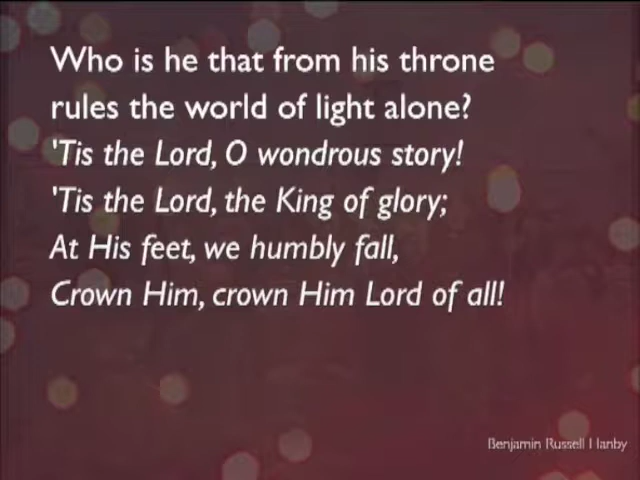 Who is he that from his throne
rules the world of light alone?
'Tis the Lord, O wondrous story!
'Tis the Lord, the King of glory;
At His feet, we humbly fall,
Crown Him, crown Him Lord of all!
Benjamin Russell Hanby